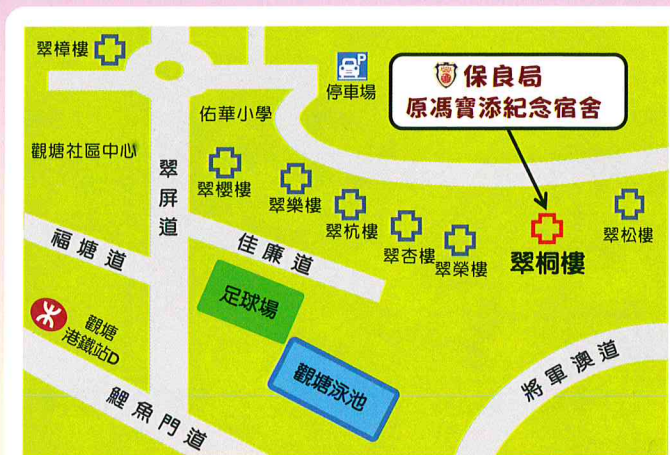 翠樟樓
P
停車場
保良局
原馮寶添紀念宿舍
佑華小學
觀塘社區中心
翠屏道
翠櫻樓
翠樂樓
翠杭樓
翠杏樓
翠榮樓
翠桐樓
翠松樓
福塘道
佳廉道
足球場
觀塘
港鐵站D
觀塘泳池
將軍澳道
鯉魚門道